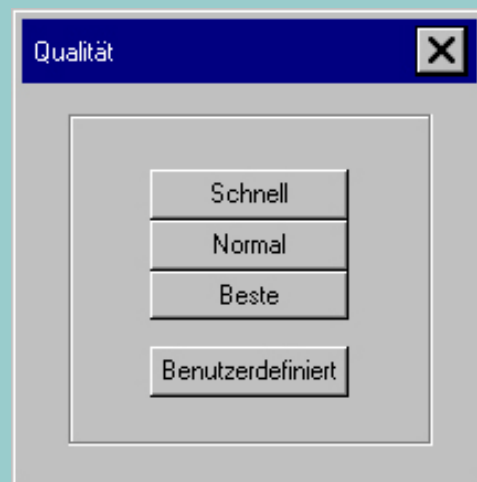 Qualität
Schnell
Normal
Beste
Benutzerdefiniert